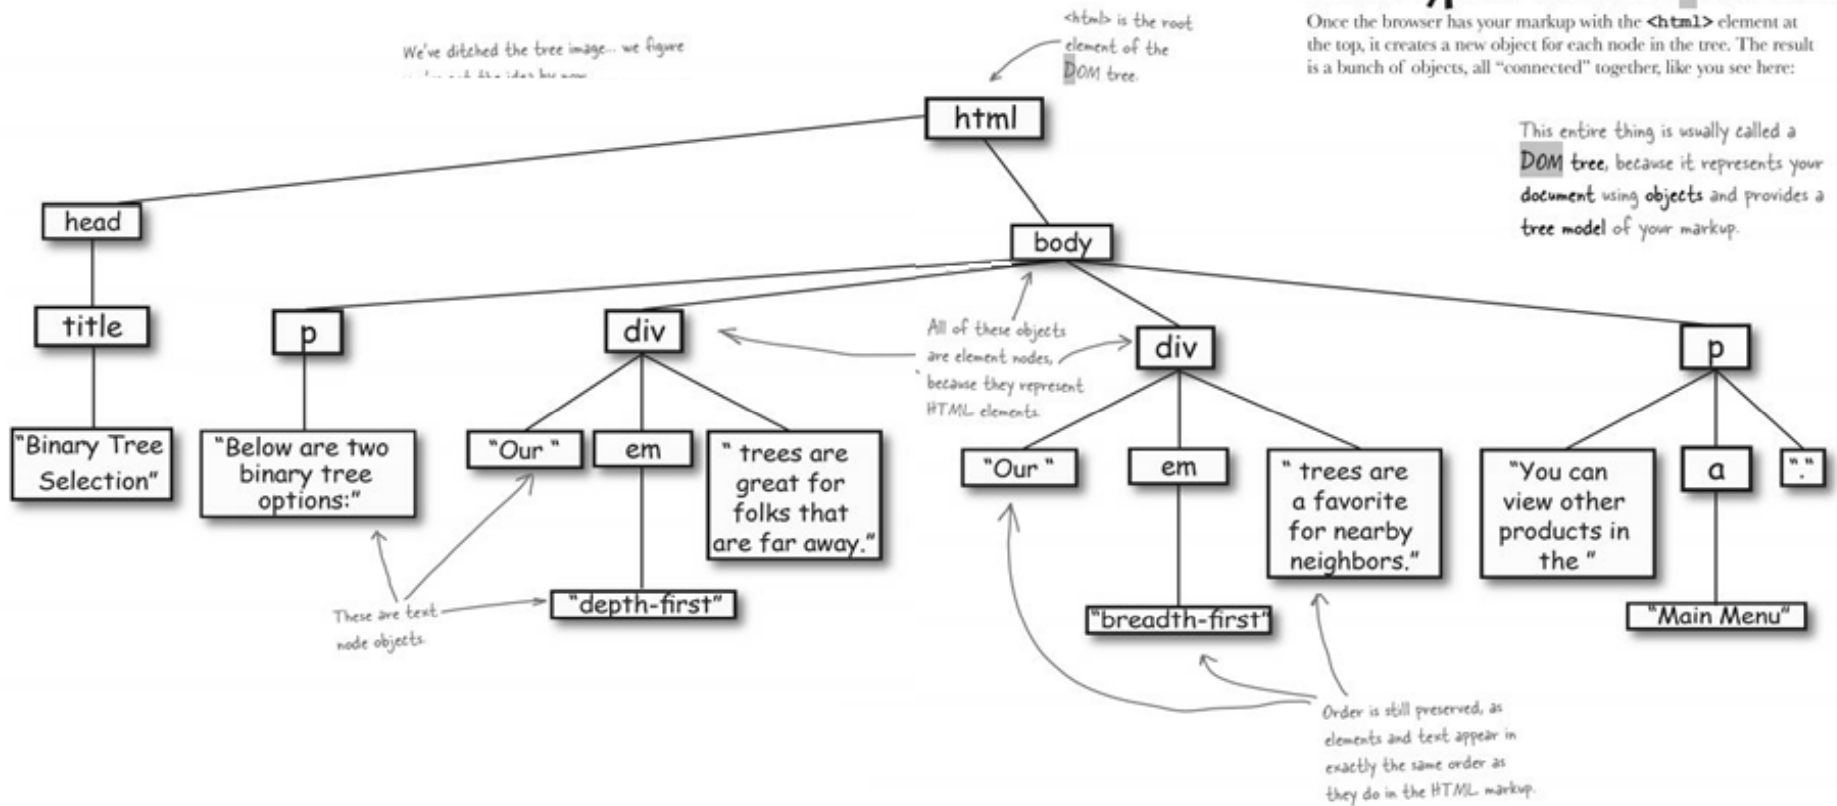 Once the browser has your markup with the <html> element at
the top, it creates a new object for each node in the tree. The result
is a bunch of objects, all “connected” together, like you see here:
We've ditched the tree image... we figure
<html> is the root
element of the
DOM tree.
This entire thing is usually called a
DOM tree, because it represents your
document using objects and provides a
tree model of your markup.
html
head
body
title
p
div
div
p
All of these objects
are element nodes,
because they represent
HTML elements.
"Binary Tree
Selection"
"Below are two
binary tree
options:"
"Our "
em
" trees are
great for
folks that
are far away."
"Our "
em
" trees are
a favorite
for nearby
neighbors."
"You can
view other
products in
the "
a
"."
"depth-first"
"breadth-first"
"Main Menu"
These are text
node objects.
Order is still preserved, as
elements and text appear in
exactly the same order as
they do in the HTML markup.